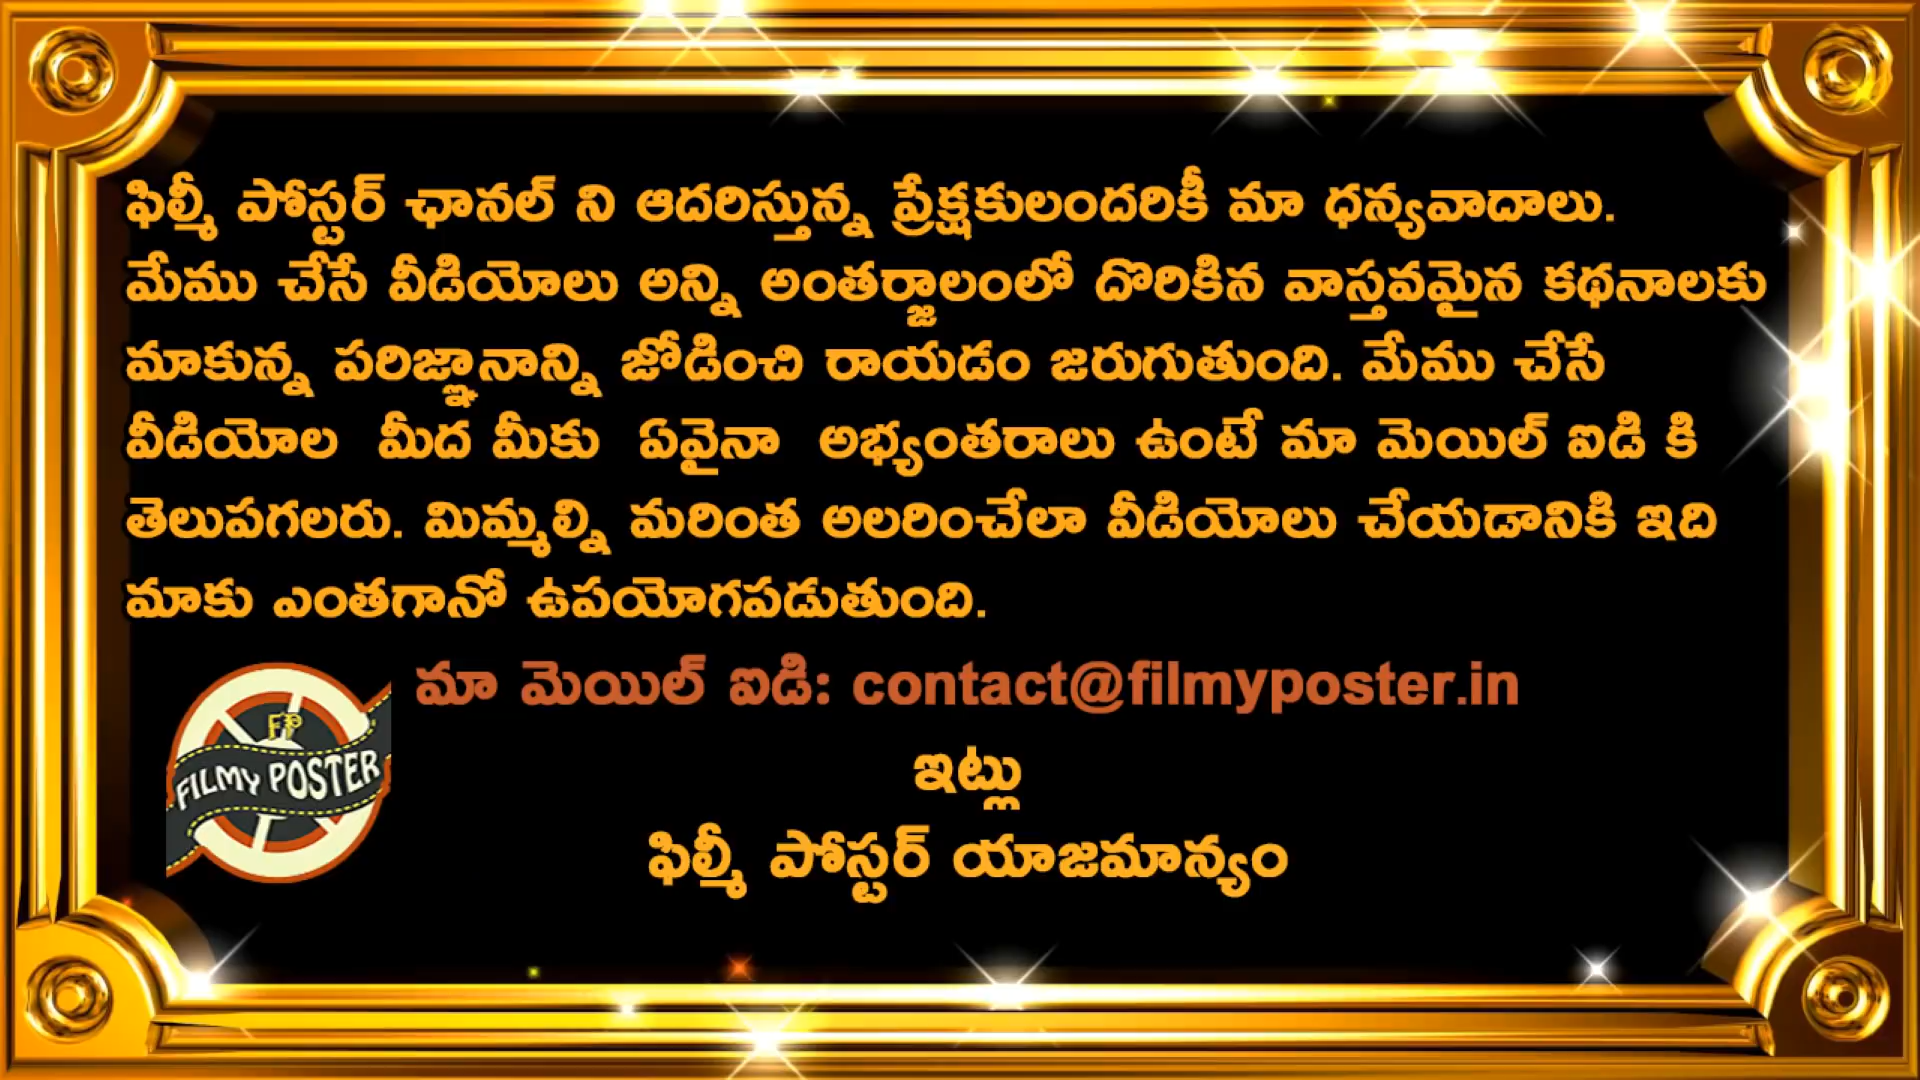 ఫిల్మీ పోస్టర్ ఛానల్ ని ఆదరిస్తున్న ప్రేక్షకులందరికీ మా ధన్యవాదాలు.
మేము చేసే వీడియోలు అన్ని అంతర్జాలంలో దొరికిన వాస్తవమైన కథనాలకు
మాకున్న పరిజ్ఞానాన్ని జోడించి రాయడం జరుగుతుంది. మేము చేసే
వీడియోల మీద మీకు ఏవైనా అభ్యంతరాలు ఉంటే మా మెయిల్ ఐడి కి
తెలుపగలరు. మిమ్మల్ని మరింత అలరించేలా వీడియోలు చేయడానికి ఇది
మాకు ఎంతగానో ఉపయోగపడుతుంది.
మా మెయిల్ ఐడి: contact@filmyposter.in
FP
FILMY POSTER
ఇట్లు
ఫిల్మీ పోస్టర్ యాజమాన్యం